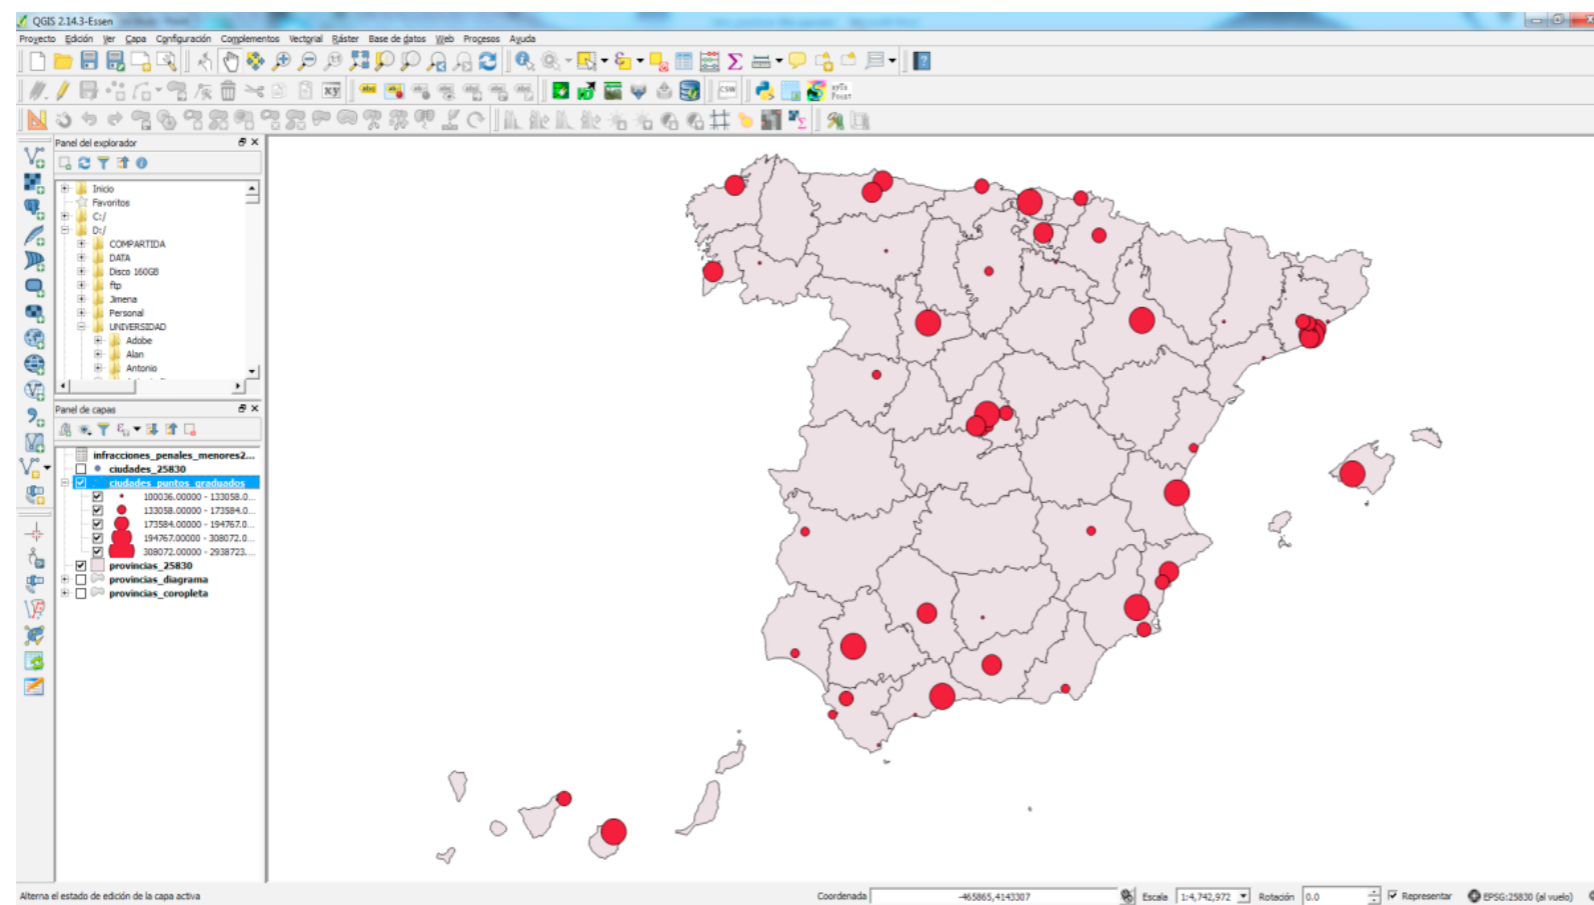 QGIS 2.14.3-Essen
Proyecto Edición Ver Capa Configuración Complementos Vectorial Ráster Base de datos Web Procesos Ayuda
Panel del explorador
Inicio
Favoritos
C:/
D:/
COMPARTIDA
DATA
Disco 160GB
ftp
Jimena
Personal
UNIVERSIDAD
Adobe
Alan
Antonio
Panel de capas
infracciones_penales_menores2...
ciudades_25830
ciudades_puntos_graduados
100036.00000 - 133058.0...
133058.00000 - 173584.0...
173584.00000 - 194767.0...
194767.00000 - 308072.0...
308072.00000 - 2938723....
provincias_25830
provincias_diagrama
provincias_coropleta
Alterna el estado de edición de la capa activa
Coordenada -465865,4143307 Escala 1:4,742,972 Rotación 0.0 Representar EPSG:25830 (al vuelo)